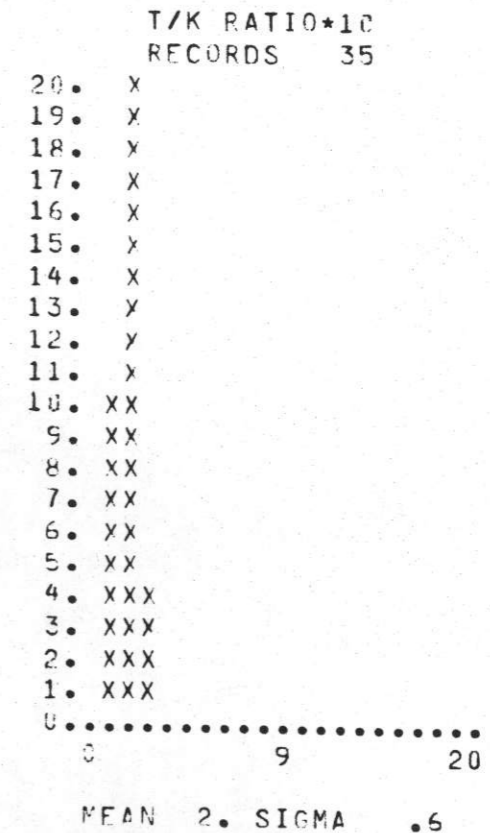 T/K RATIO*10
RECORDS 35
20. X
19. X
18. X
17. X
16. X
15. X
14. X
13. X
12. X
11. X
10. XX
9. XX
8. XX
7. XX
6. XX
5. XX
4. XXX
3. XXX
2. XXX
1. XXX
0.....................
0 9 20
MEAN 2. SIGMA .6